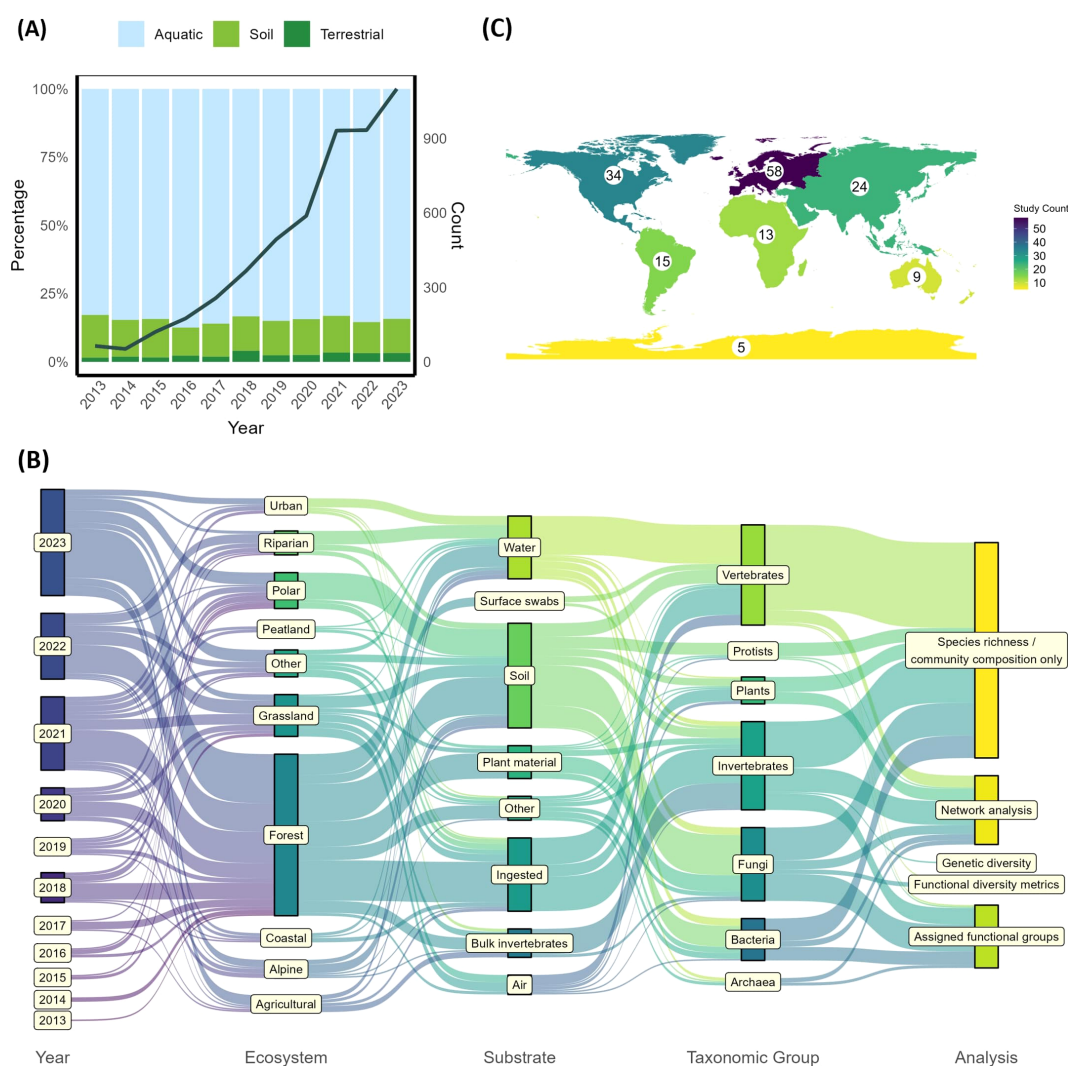 (A)
Aquatic Soil Terrestrial
100%
75%
50%
25%
0%
Percentage
900
600
300
0
Count
2013 2014 2015 2016 2017 2018 2019 2020 2021 2022 2023
Year
(C)
34
58
24
13
15
9
5
Study Count
50
40
30
20
10
(B)
2023
2022
2021
2020
2019
2018
2017
2016
2015
2014
2013
Urban
Riparian
Polar
Peatland
Other
Grassland
Forest
Coastal
Alpine
Agricultural
Water
Surface swabs
Soil
Plant material
Other
Ingested
Bulk invertebrates
Air
Vertebrates
Protists
Plants
Invertebrates
Fungi
Bacteria
Archaea
Species richness /
community composition only
Network analysis
Genetic diversity
Functional diversity metrics
Assigned functional groups
Year Ecosystem Substrate Taxonomic Group Analysis